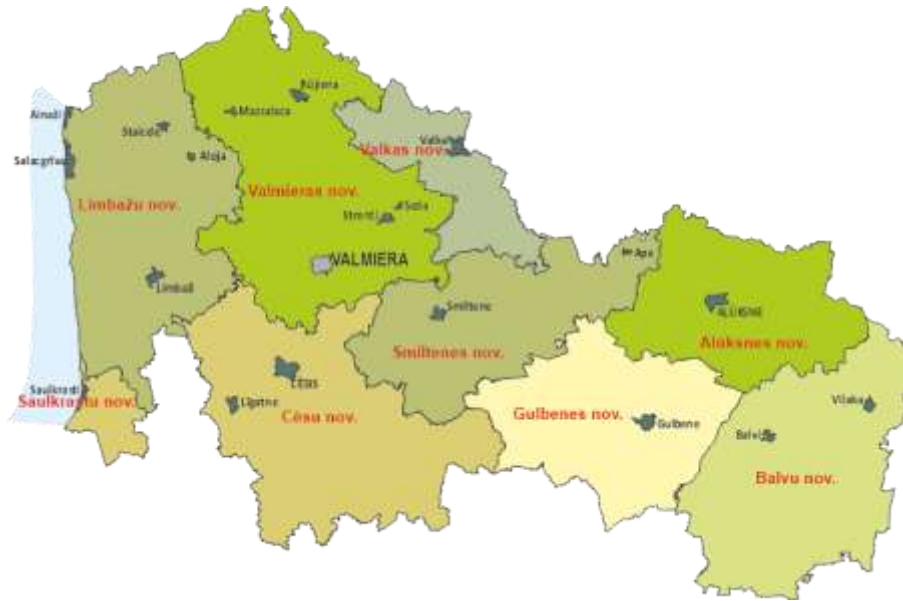 Ainaži
Salacgrīva
Staicele
Aloja
Limbažu nov.
Limbaži
Rūjiena
Mazsalaca
Valmieras nov.
Strenči
Seda
VALMIERA
Valka
Valkas nov.
Ape
Smiltene
Smiltenes nov.
ALŪKSNE
Alūksnes nov.
Saulkrasti
Saulkrastu nov.
Cēsis
Līgatne
Cēsu nov.
Gulbenes nov.
Gulbene
Viļaka
Balvi
Balvu nov.